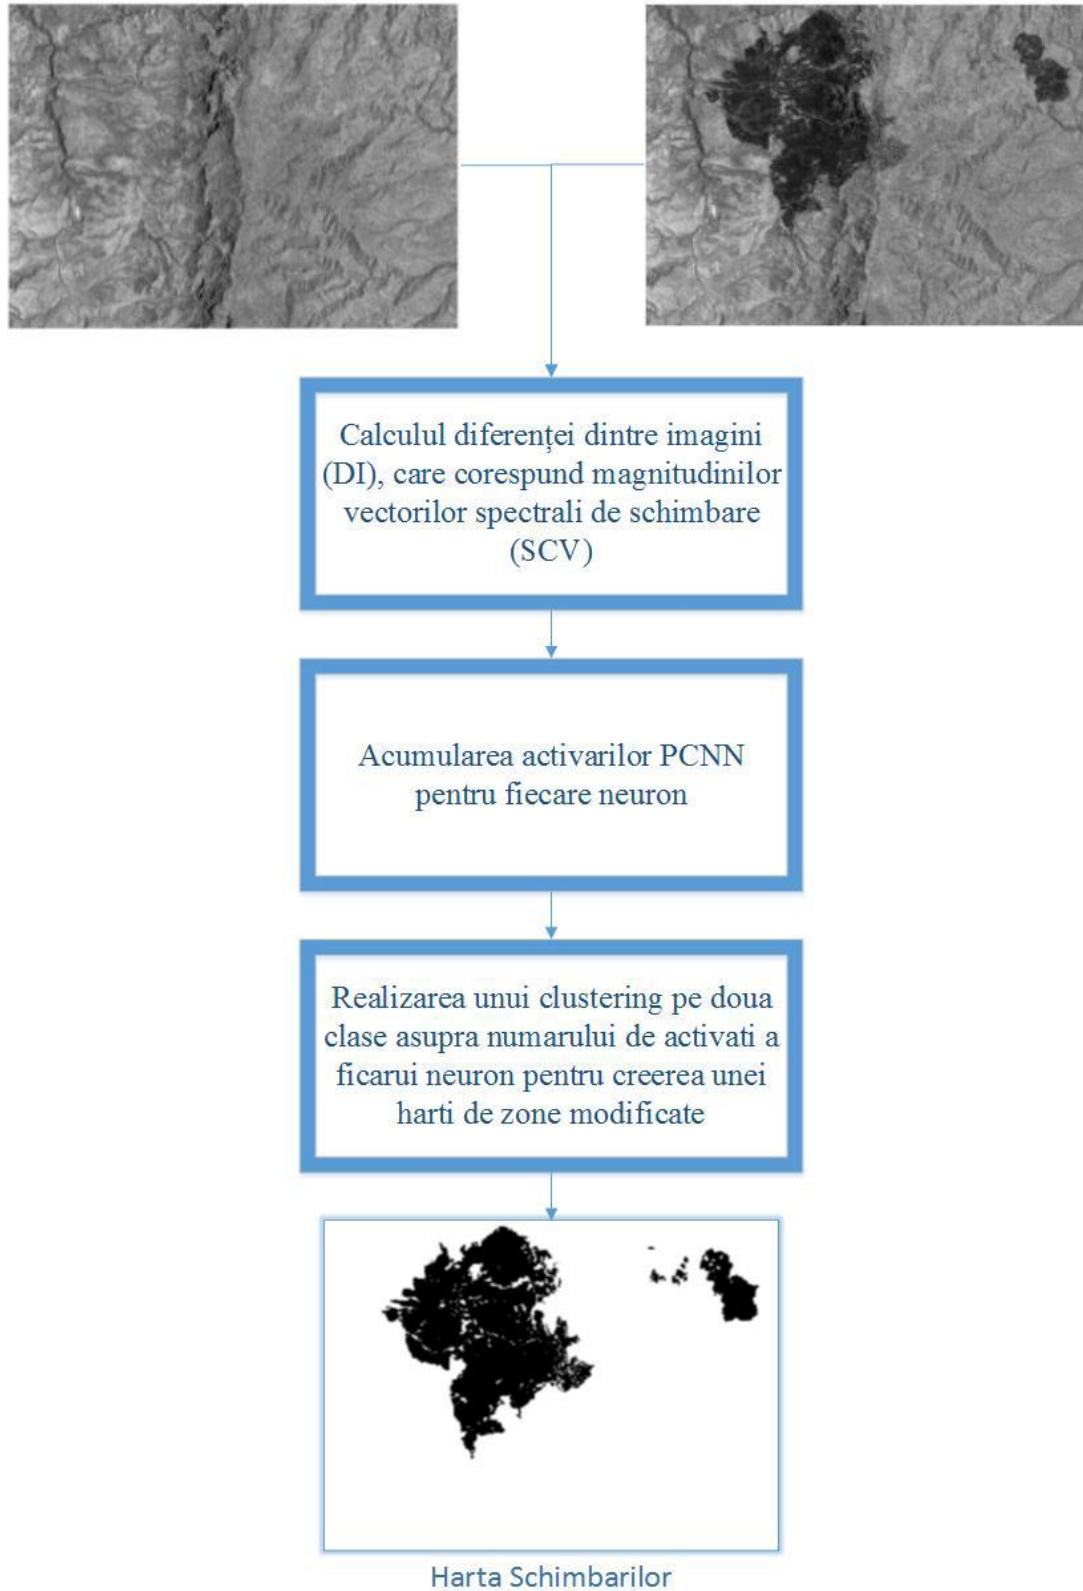 Calculul diferenței dintre imagini
(DI), care corespund magnitudinilor
vectorilor spectrali de schimbare
(SCV)
Acumularea activarilor PCNN
pentru fiecare neuron
Realizarea unui clustering pe doua
clase asupra numarului de activati a
ficarui neuron pentru creerea unei
harti de zone modificate
Harta Schimbarilor